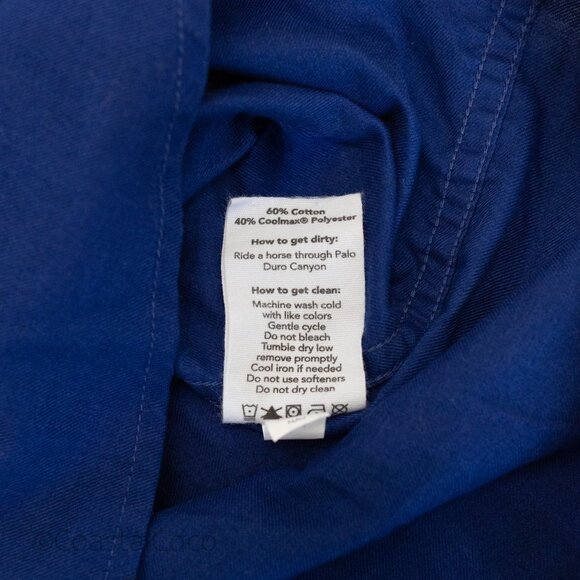 60% Cotton
40% Coolmax® Polyester
How to get dirty:
Ride a horse through Palo
Duro Canyon
How to get clean:
Machine wash cold
with like colors
Gentle cycle
Do not bleach
Tumble dry low
remove promptly
Cool iron if needed
Do not use softeners
Do not dry clean
©Coasta Coco